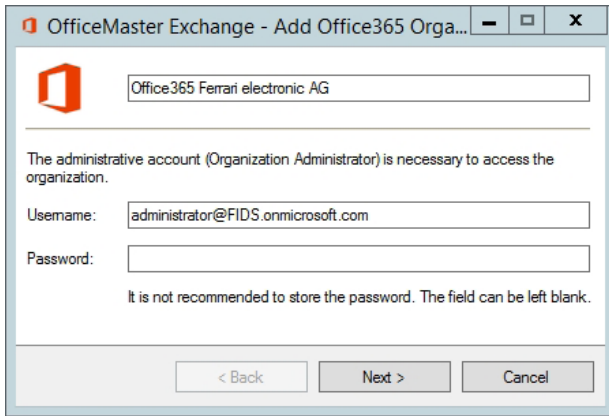 OfficeMaster Exchange - Add Office365 Orga...
Office365 Ferrari electronic AG
The administrative account (Organization Administrator) is necessary to access the
organization.
Username: administrator@FIDS.onmicrosoft.com
Password:
It is not recommended to store the password. The field can be left blank.
< Back Next > Cancel